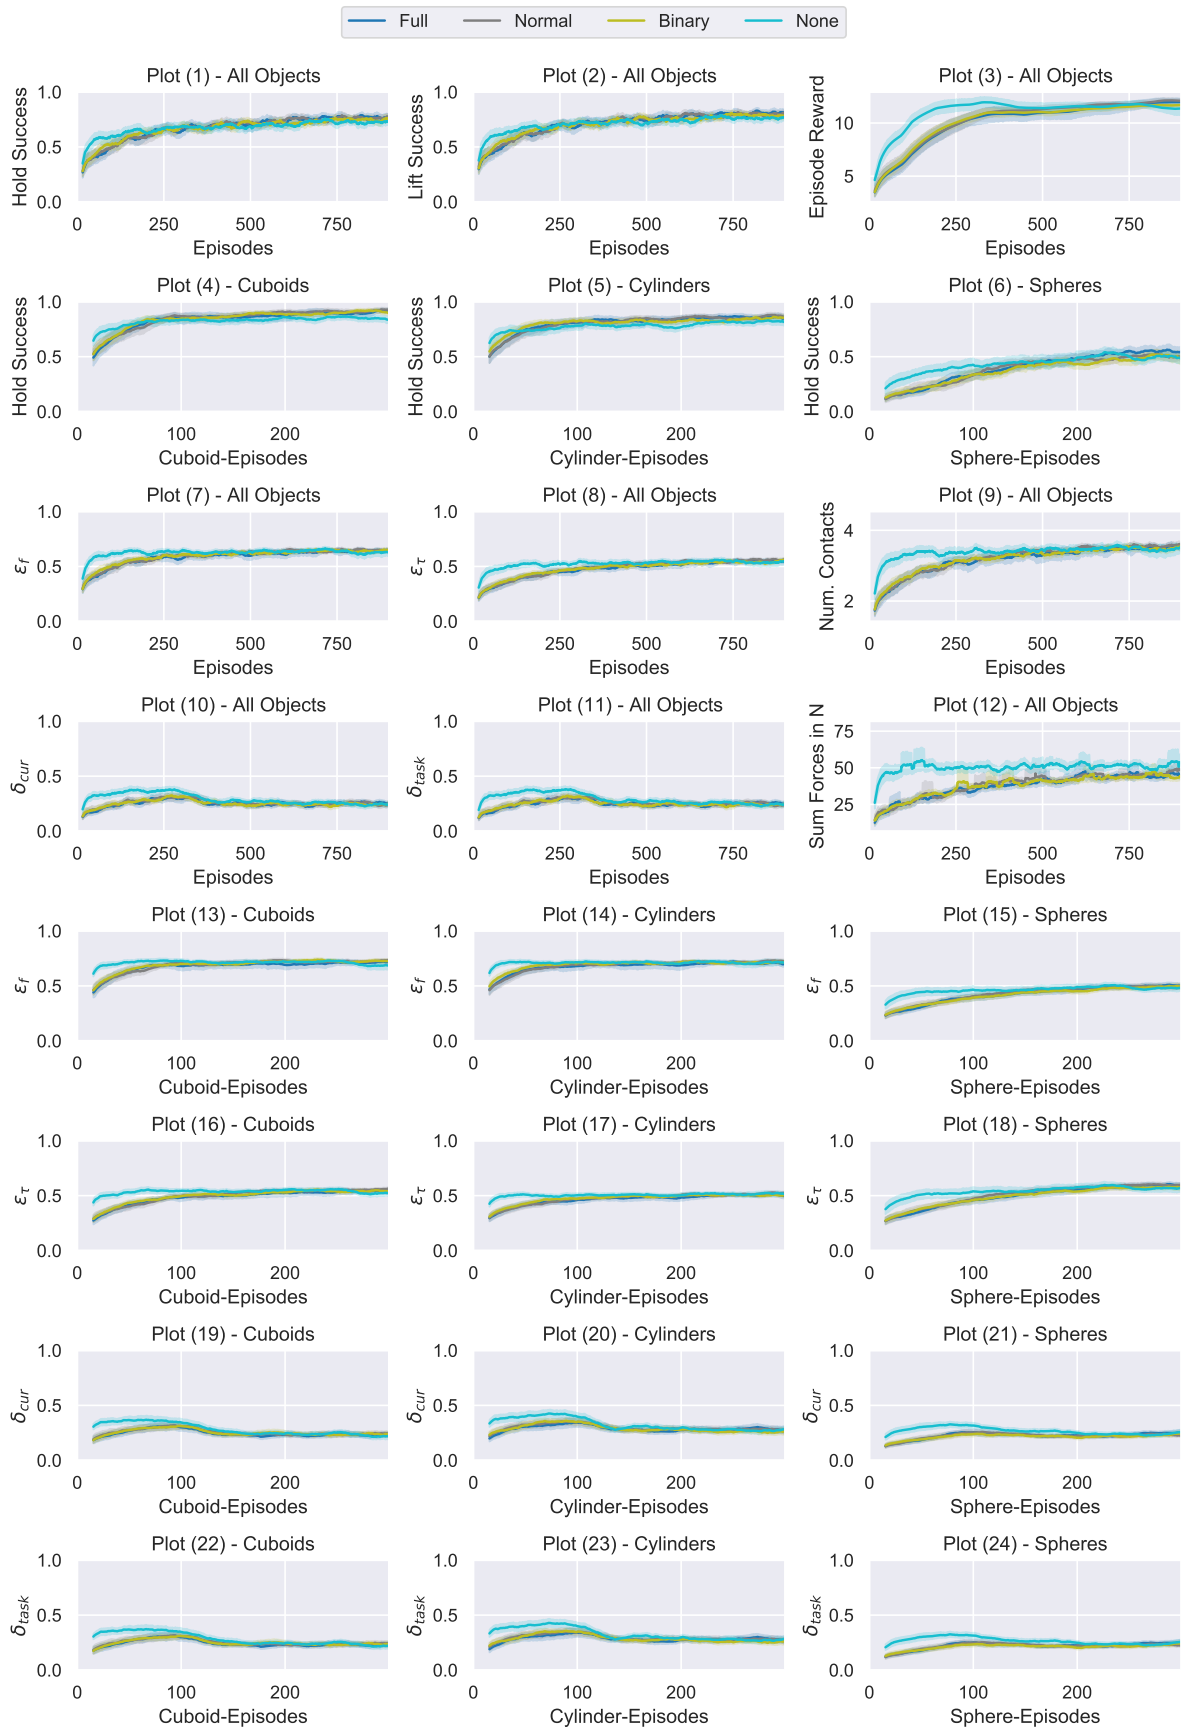 Full Normal Binary None
Plot (1) - All Objects
Hold Success
1.0
0.5
0.0
0 250 500 750
Episodes
Plot (2) - All Objects
Lift Success
1.0
0.5
0.0
0 250 500 750
Episodes
Plot (3) - All Objects
Episode Reward
10
5
0 250 500 750
Episodes
Plot (4) - Cuboids
Hold Success
1.0
0.5
0.0
0 100 200
Cuboid-Episodes
Plot (5) - Cylinders
Hold Success
1.0
0.5
0.0
0 100 200
Cylinder-Episodes
Plot (6) - Spheres
Hold Success
1.0
0.5
0.0
0 100 200
Sphere-Episodes
Plot (7) - All Objects
εf
1.0
0.5
0.0
0 250 500 750
Episodes
Plot (8) - All Objects
ετ
1.0
0.5
0.0
0 250 500 750
Episodes
Plot (9) - All Objects
Num. Contacts
4
2
0 250 500 750
Episodes
Plot (10) - All Objects
δcur
1.0
0.5
0.0
0 250 500 750
Episodes
Plot (11) - All Objects
δtask
1.0
0.5
0.0
0 250 500 750
Episodes
Plot (12) - All Objects
Sum Forces in N
75
50
25
0 250 500 750
Episodes
Plot (13) - Cuboids
εf
1.0
0.5
0.0
0 100 200
Cuboid-Episodes
Plot (14) - Cylinders
εf
1.0
0.5
0.0
0 100 200
Cylinder-Episodes
Plot (15) - Spheres
εf
1.0
0.5
0.0
0 100 200
Sphere-Episodes
Plot (16) - Cuboids
ετ
1.0
0.5
0.0
0 100 200
Cuboid-Episodes
Plot (17) - Cylinders
ετ
1.0
0.5
0.0
0 100 200
Cylinder-Episodes
Plot (18) - Spheres
ετ
1.0
0.5
0.0
0 100 200
Sphere-Episodes
Plot (19) - Cuboids
δcur
1.0
0.5
0.0
0 100 200
Cuboid-Episodes
Plot (20) - Cylinders
δcur
1.0
0.5
0.0
0 100 200
Cylinder-Episodes
Plot (21) - Spheres
δcur
1.0
0.5
0.0
0 100 200
Sphere-Episodes
Plot (22) - Cuboids
δtask
1.0
0.5
0.0
0 100 200
Cuboid-Episodes
Plot (23) - Cylinders
δtask
1.0
0.5
0.0
0 100 200
Cylinder-Episodes
Plot (24) - Spheres
δtask
1.0
0.5
0.0
0 100 200
Sphere-Episodes